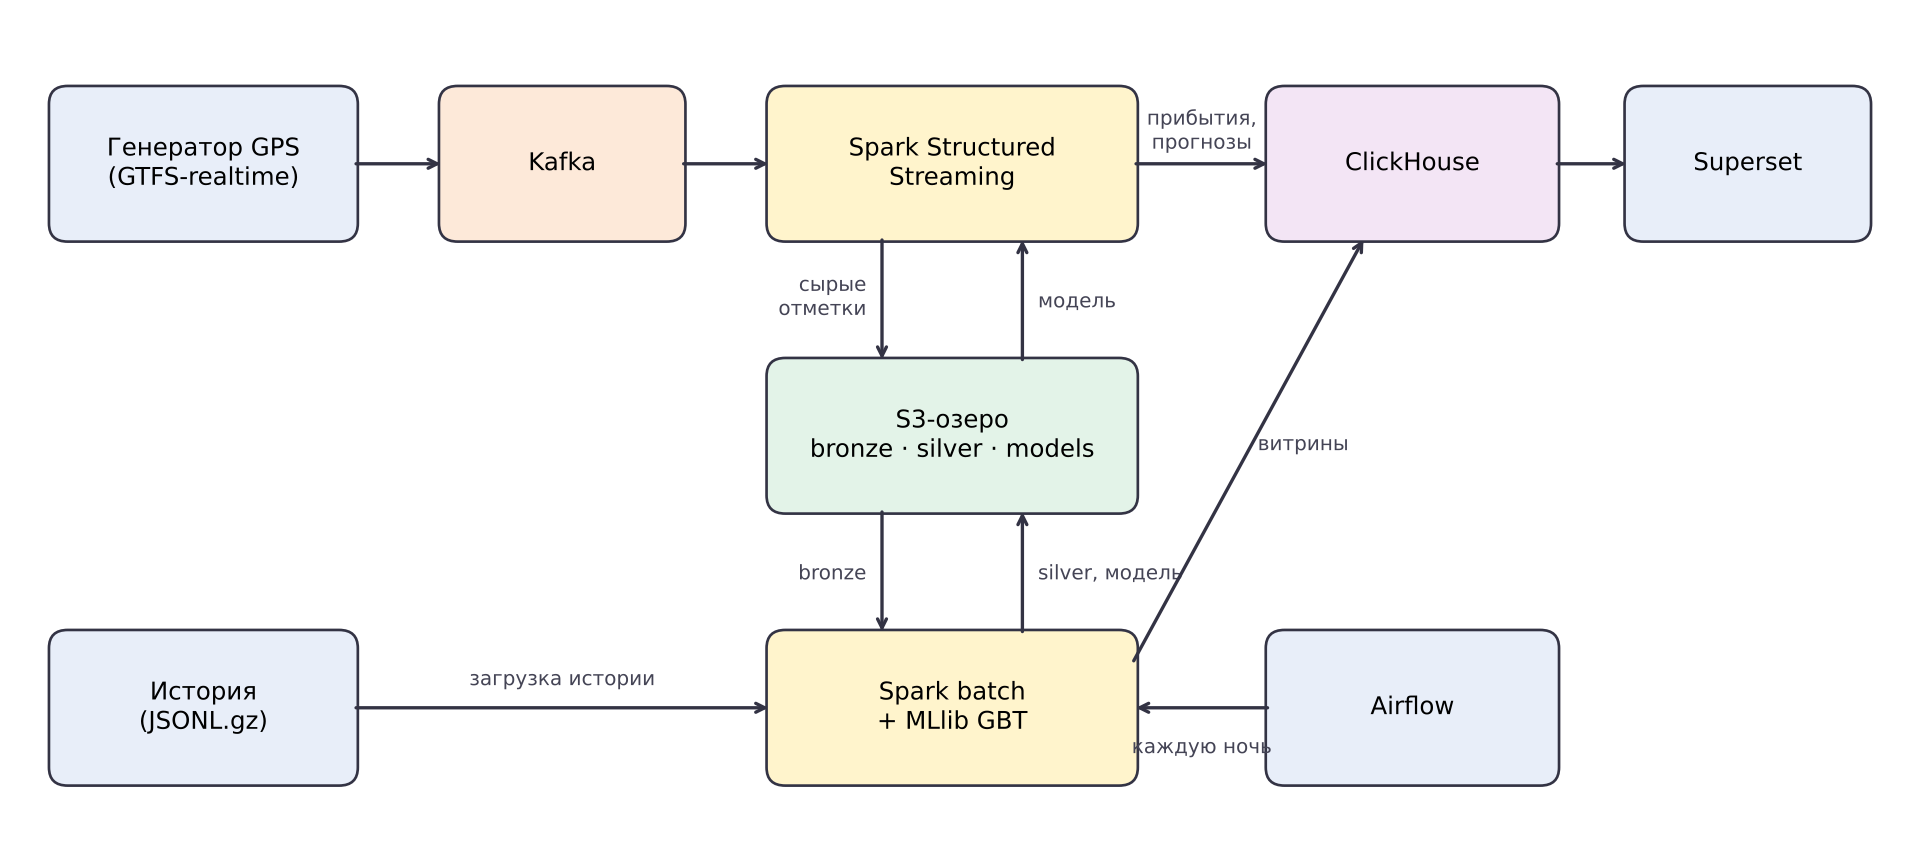 Генератор GPS
(GTFS-realtime)
Kafka
Spark Structured
Streaming
прибытия,
прогнозы
ClickHouse
Superset
сырые
отметки
модель
S3-озеро
bronze · silver · models
витрины
bronze
silver, модель
История
(JSONL.gz)
загрузка истории
Spark batch
+ MLlib GBT
каждую ночь
Airflow